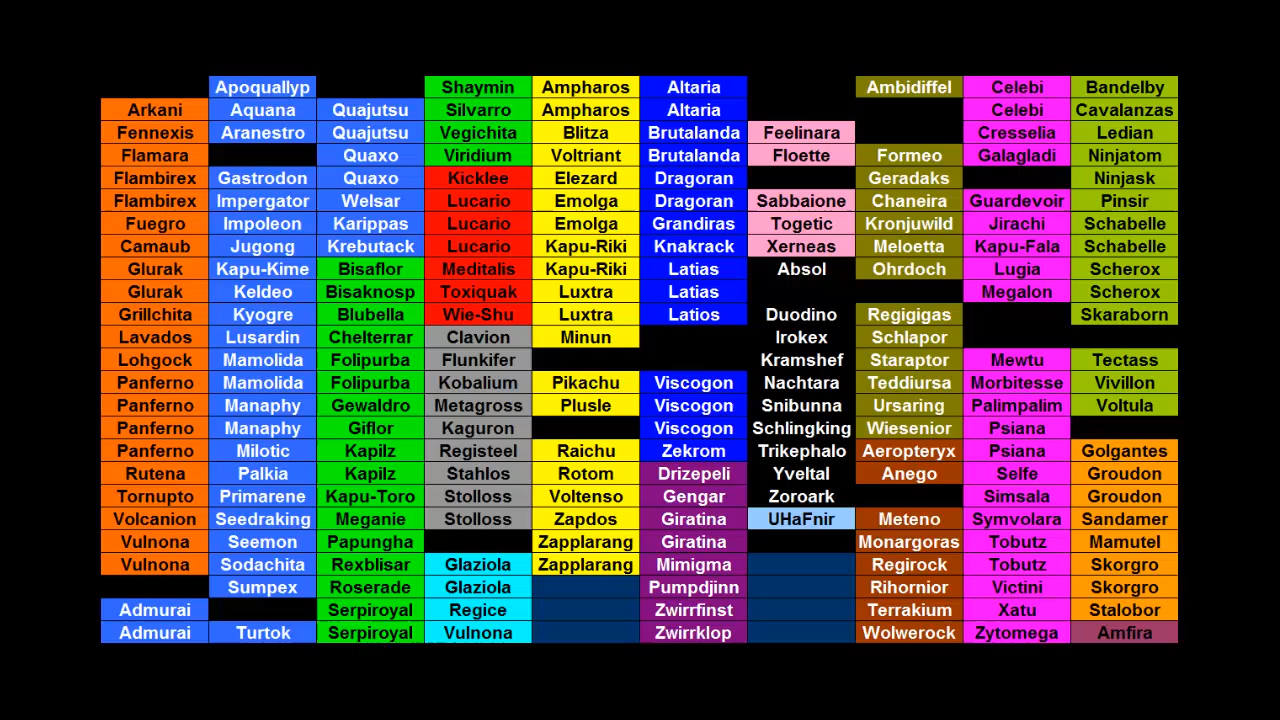 Apoquallyp Shaymin Ampharos Altaria Ambidiffel Celebi Bandelby
Arkani Aquana Quajutsu Silvarro Ampharos Altaria Celebi Cavalanzas
Fennexis Aranestro Quajutsu Vegichita Blitza Brutalanda Feelinara Cresselia Ledian
Flamara Quaxo Viridium Voltriant Brutalanda Floette Formeo Galagladi Ninjatom
Flambirex Gastrodon Quaxo Kicklee Elezard Dragoran Geradaks Ninjask
Flambirex Impergator Welsar Lucario Emolga Dragoran Sabbaione Chaneira Guardevoir Pinsir
Fuegro Impoleon Karippas Lucario Emolga Grandiras Togetic Kronjuwild Jirachi Schabelle
Camaub Jugong Krebutack Lucario Kapu-Riki Knakrack Xerneas Meloetta Kapu-Fala Schabelle
Glurak Kapu-Kime Bisaflor Meditalis Kapu-Riki Latias Absol Ohrdoch Lugia Scherox
Glurak Keldeo Bisaknosp Toxiquak Luxtra Latias Megalon Scherox
Grillchita Kyogre Blubella Wie-Shu Luxtra Latios Duodino Regigigas Skaraborn
Lavados Lusardin Chelterrar Clavion Minun Irokex Schlapor
Lohgock Mamolida Folipurba Flunkifer Kramshef Staraptor Mewtu Tectass
Panferno Mamolida Folipurba Kobalium Pikachu Viscogon Nachtara Teddiursa Morbitesse Vivillon
Panferno Manaphy Gewaldro Metagross Plusle Viscogon Snibunna Ursaring Palimpalim Voltula
Panferno Manaphy Giflor Kaguron Viscogon Schlingking Wiesenior Psiana
Panferno Milotic Kapilz Registeel Raichu Zekrom Trikephalo Aeropteryx Psiana Golgantes
Rutena Palkia Kapilz Stahlos Rotom Drizepeli Yveltal Anego Selfe Groudon
Tornupto Primarene Kapu-Toro Stolloss Voltenso Gengar Zoroark Simsala Groudon
Volcanion Seedraking Meganie Stolloss Zapdos Giratina UHaFnir Meteno Symvolara Sandamer
Vulnona Seemon Papungha Zapplarang Giratina Monargoras Tobutz Mamutel
Vulnona Sodachita Rexblisar Glaziola Zapplarang Mimigma Regirock Tobutz Skorgro
Sumpex Roserade Glaziola Pumpdjinn Rihornior Victini Skorgro
Admurai Serpiroyal Regice Zwirrfinst Terrakium Xatu Stalobor
Admurai Turtok Serpiroyal Vulnona Zwirrklop Wolwerock Zytomega Amfira